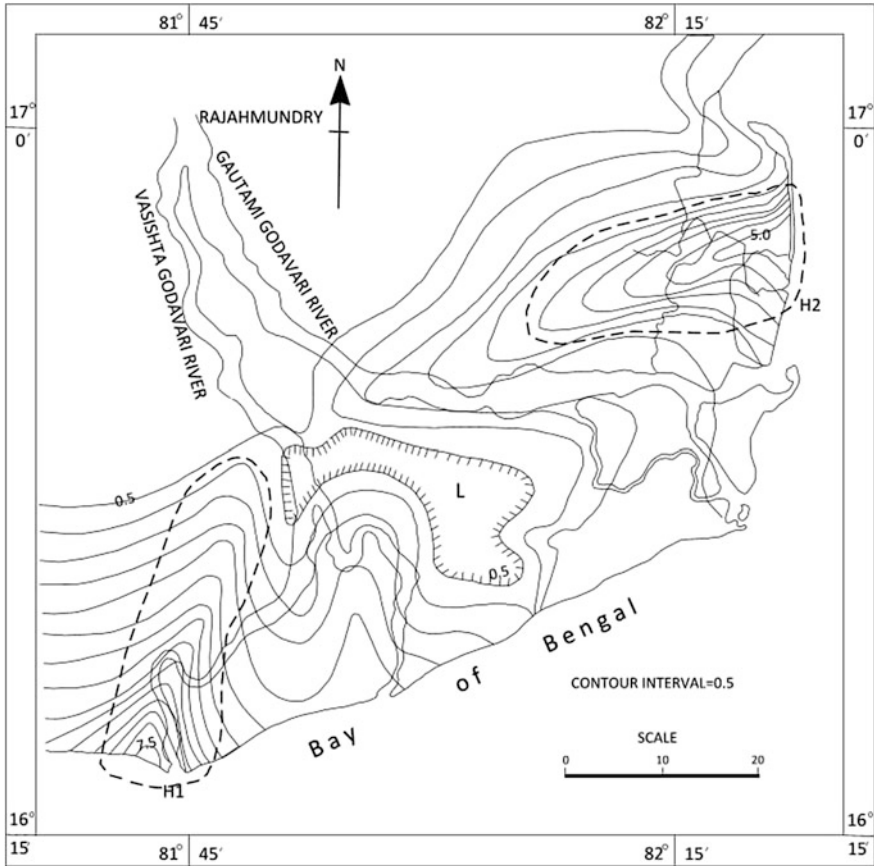 81° 45′
82° 15′
17° 0′
17° 0′
N
RAJAHMUNDRY
GAUTAMI GODAVARI RIVER
VASISHTA GODAVARI RIVER
5.0
H2
0.5
L
0.5
Bay of Bengal
CONTOUR INTERVAL=0.5
7.5
H1
SCALE
0 10 20
16° 15′
16° 15′
81° 45′
82° 15′